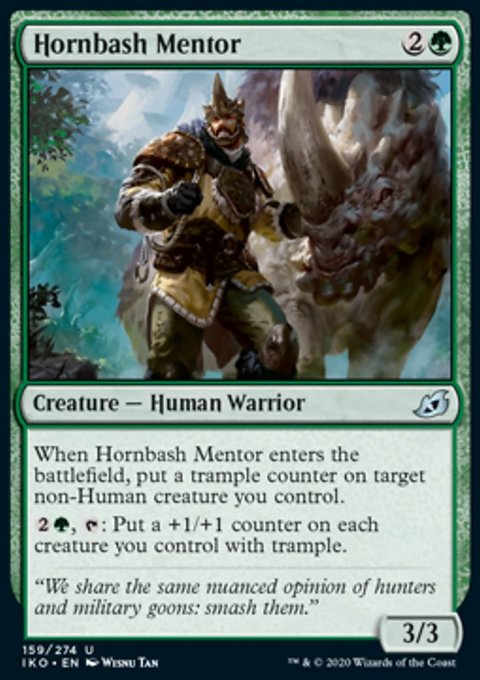 Hornbash Mentor 2
Creature — Human Warrior
When Hornbash Mentor enters the
battlefield, put a trample counter on target
non-Human creature you control.
2, : Put a +1/+1 counter on each
creature you control with trample.
“We share the same nuanced opinion of hunters
and military goons: smash them.”
3/3
159/274 U
IKO • EN Wisnu Tan
™ & © 2020 Wizards of the Coast